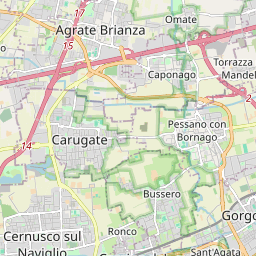 Omate
17
Agrate Brianza
15
Torrazza
Caponago
Mandel
2
Pessano con
Bornago
Carugate
14
Bussero
Gorgo
Cernusco sul
Naviglio
Ronco
Sant'Agata